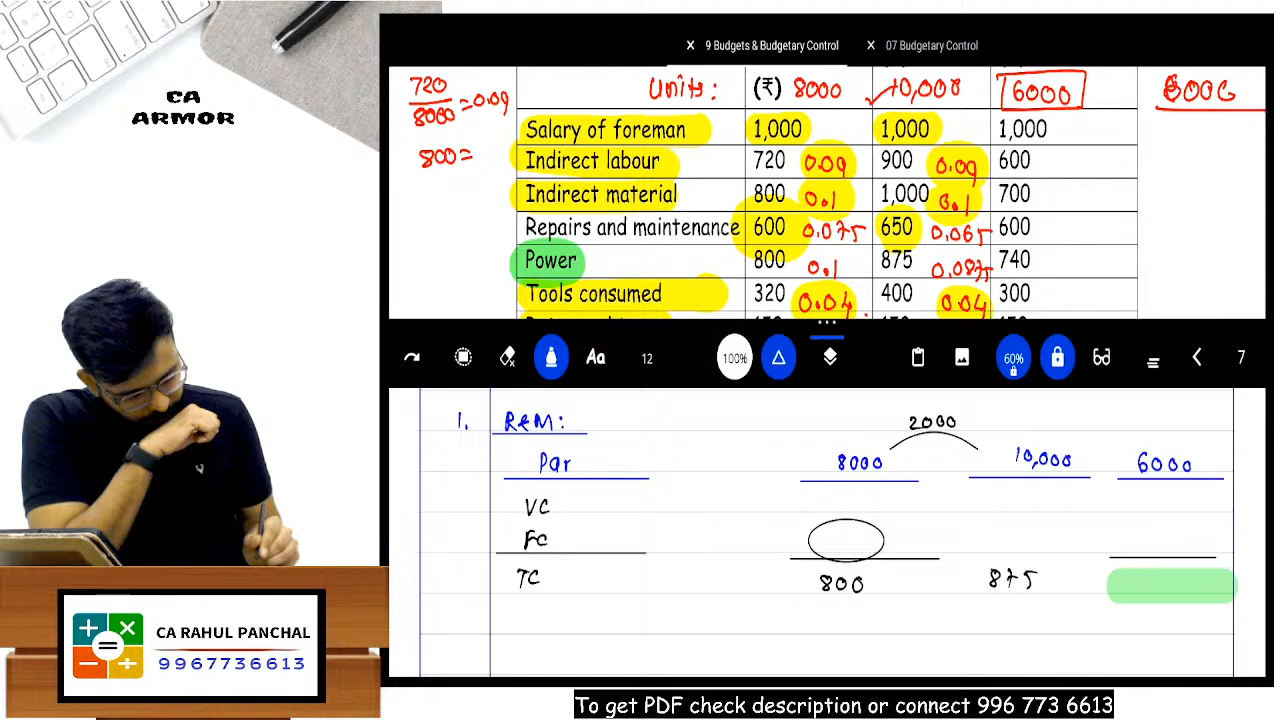 CA
ARMOR
CA RAHUL PANCHAL
9967736613
9 Budgets & Budgetary Control
07 Budgetary Control
720
8000
=0.09
800=
Units: (₹) 8000 10,000 6000
Salary of foreman 1,000 1,000 1,000
Indirect labour 720 0.09 900 0.09 600
Indirect material 800 0.1 1,000 0.1 700
Repairs and maintenance 600 0.075 650 0.065 600
Power 800 0.1 875 0.0875 740
Tools consumed 320 0.04 400 0.04 300
Aa 12 100% 60% 7
2000
1. R&M:
Par 8000 10,000 6000
VC
FC
TC 800 875
To get PDF check description or connect 996 773 6613